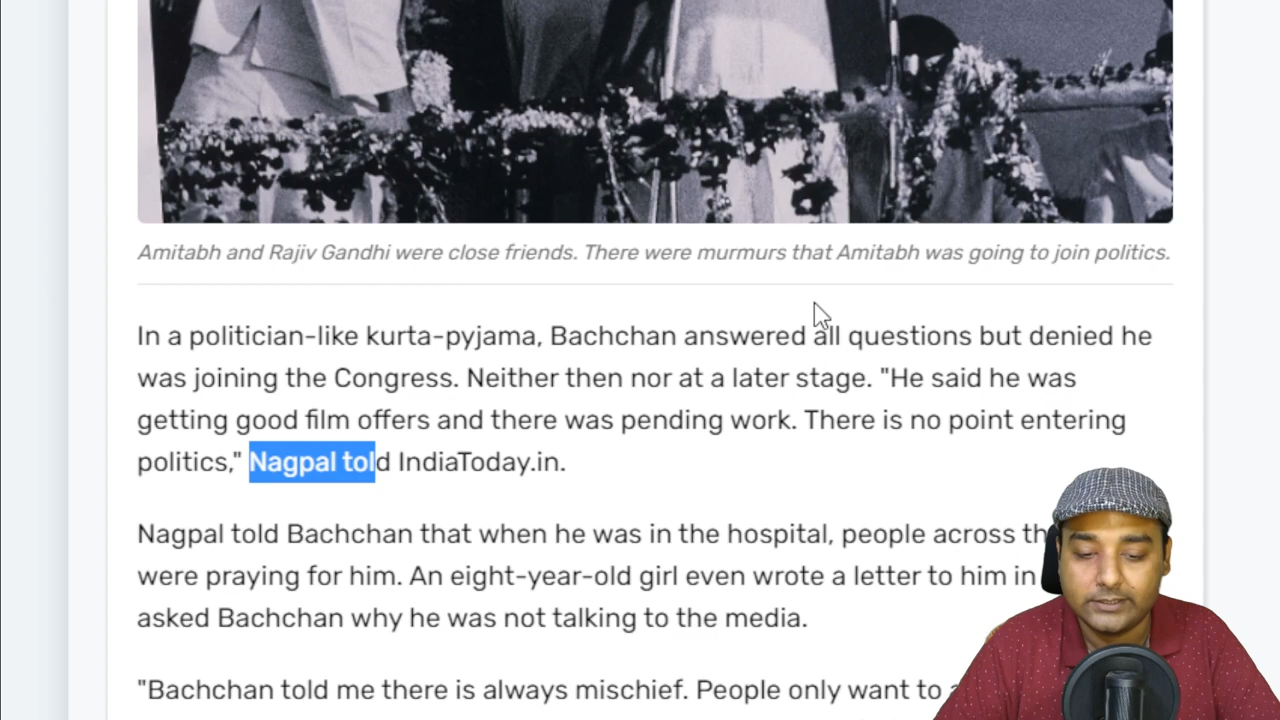 Amitabh and Rajiv Gandhi were close friends. There were murmurs that Amitabh was going to join politics.
In a politician-like kurta-pyjama, Bachchan answered all questions but denied he
was joining the Congress. Neither then nor at a later stage. "He said he was
getting good film offers and there was pending work. There is no point entering
politics," Nagpal told IndiaToday.in.
Nagpal told Bachchan that when he was in the hospital, people across
were praying for him. An eight-year-old girl even wrote a letter to him in
asked Bachchan why he was not talking to the media.
"Bachchan told me there is always mischief. People only want to